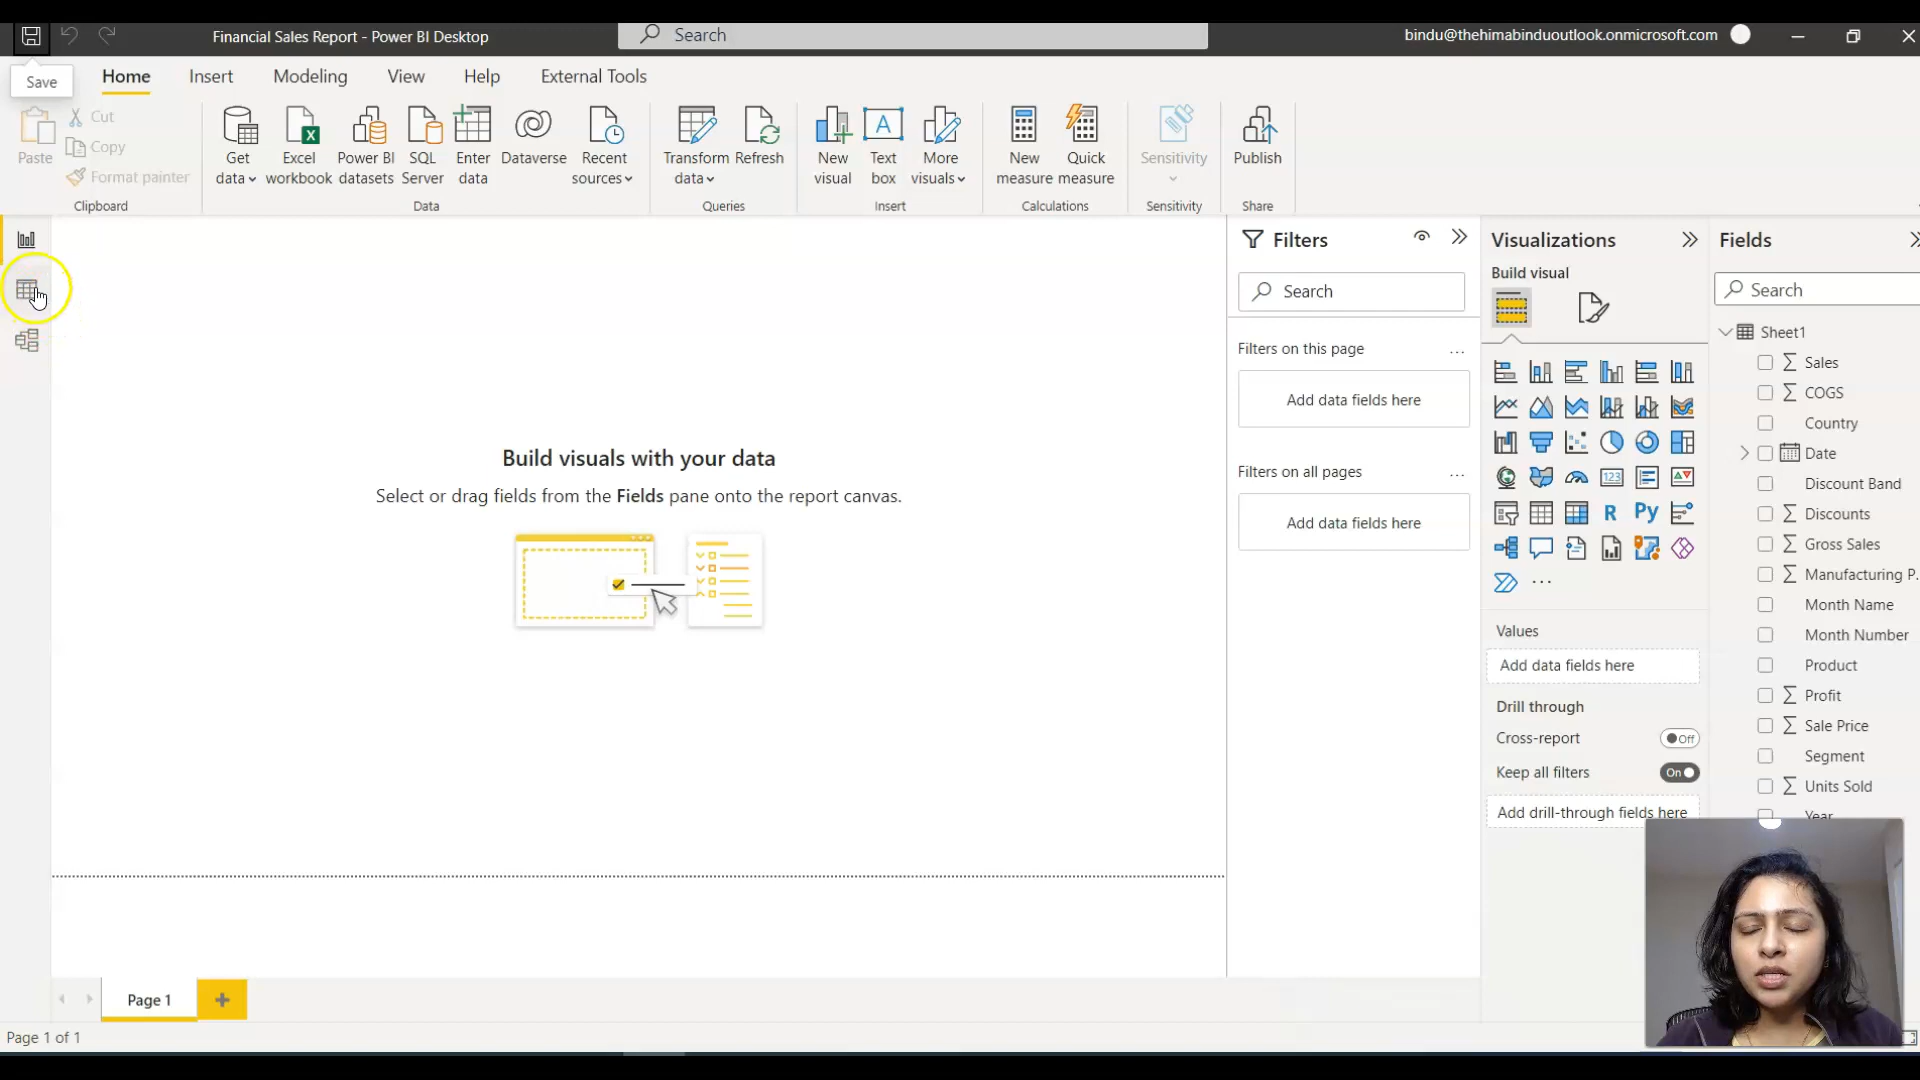 Financial Sales Report - Power BI Desktop
Search
bindu@thehimabinduoutlook.onmicrosoft.com
Save
Home
Insert
Modeling
View
Help
External Tools
Paste
Cut
Copy
Format painter
Clipboard
Get data
Excel workbook
Power BI datasets
SQL Server
Enter data
Dataverse
Recent sources
Data
Transform data
Refresh
Queries
New visual
Text box
More visuals
Insert
New measure
Quick measure
Calculations
Sensitivity
Sensitivity
Publish
Share
Build visuals with your data
Select or drag fields from the Fields pane onto the report canvas.
Filters
Search
Filters on this page
...
Add data fields here
Filters on all pages
...
Add data fields here
Visualizations
Build visual
123
R
Py
...
Values
Add data fields here
Drill through
Cross-report
Off
Keep all filters
On
Add drill-through fields here
Fields
Search
Sheet1
Sales
COGS
Country
Date
Discount Band
Discounts
Gross Sales
Manufacturing P...
Month Name
Month Number
Product
Profit
Sale Price
Segment
Units Sold
Year
Page 1
Page 1 of 1